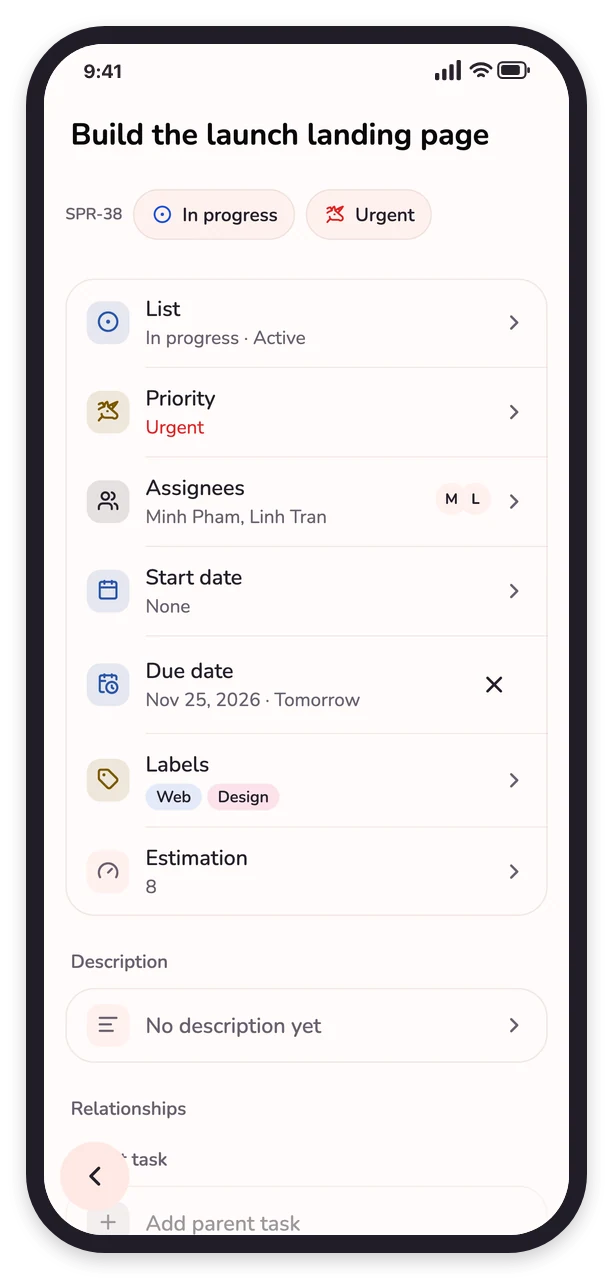 9:41
Build the launch landing page
SPR-38 In progress Urgent
List
In progress · Active
Priority
Urgent
Assignees
Minh Pham, Linh Tran
M L
Start date
None
Due date
Nov 25, 2026 · Tomorrow
Labels
Web Design
Estimation
8
Description
No description yet
Relationships
task
Add parent task